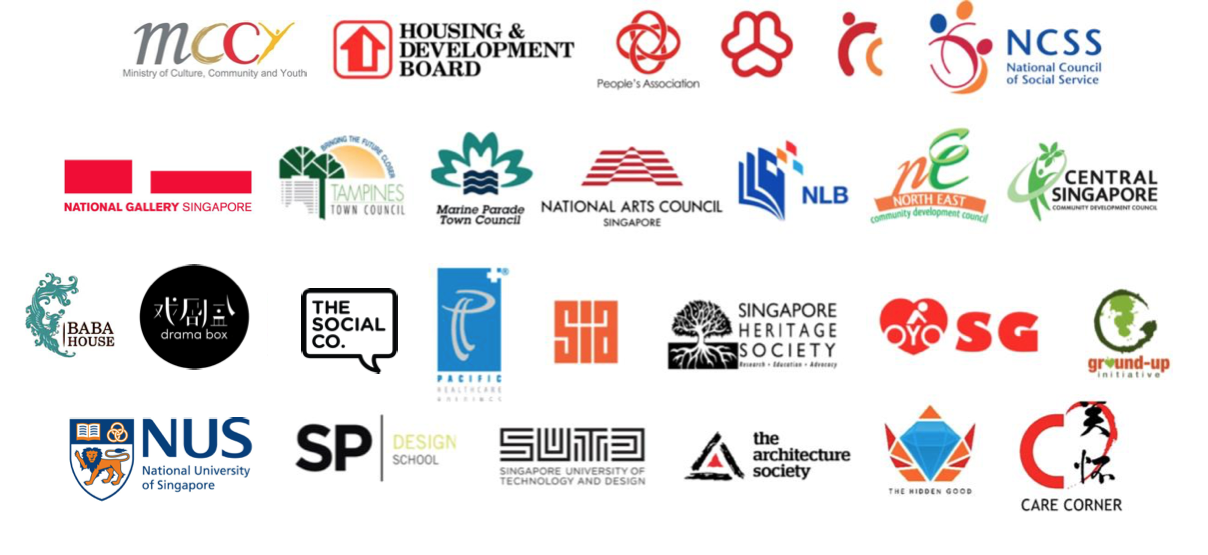 mccy
Ministry of Culture, Community and Youth
HOUSING &
DEVELOPMENT
BOARD
People's Association
NCSS
National Council
of Social Service
NATIONAL GALLERY SINGAPORE
BRINGING THE FUTURE CLOSER
TAMPINES
TOWN COUNCIL
Marine Parade
Town Council
NATIONAL ARTS COUNCIL
SINGAPORE
NLB
nE
NORTH EAST
community development council
CENTRAL
SINGAPORE
COMMUNITY DEVELOPMENT COUNCIL
BABA
HOUSE
戏剧盒
drama box
THE
SOCIAL
CO.
®
PACIFIC
HEALTHCARE
HOLDINGS
SIA
SINGAPORE
HERITAGE
SOCIETY
Research • Education • Advocacy
OYO SG
ground-up
initiative
NUS
National University
of Singapore
SP
DESIGN
SCHOOL
SUTD
SINGAPORE UNIVERSITY OF
TECHNOLOGY AND DESIGN
the
architecture
society
THE HIDDEN GOOD
关怀
CARE CORNER